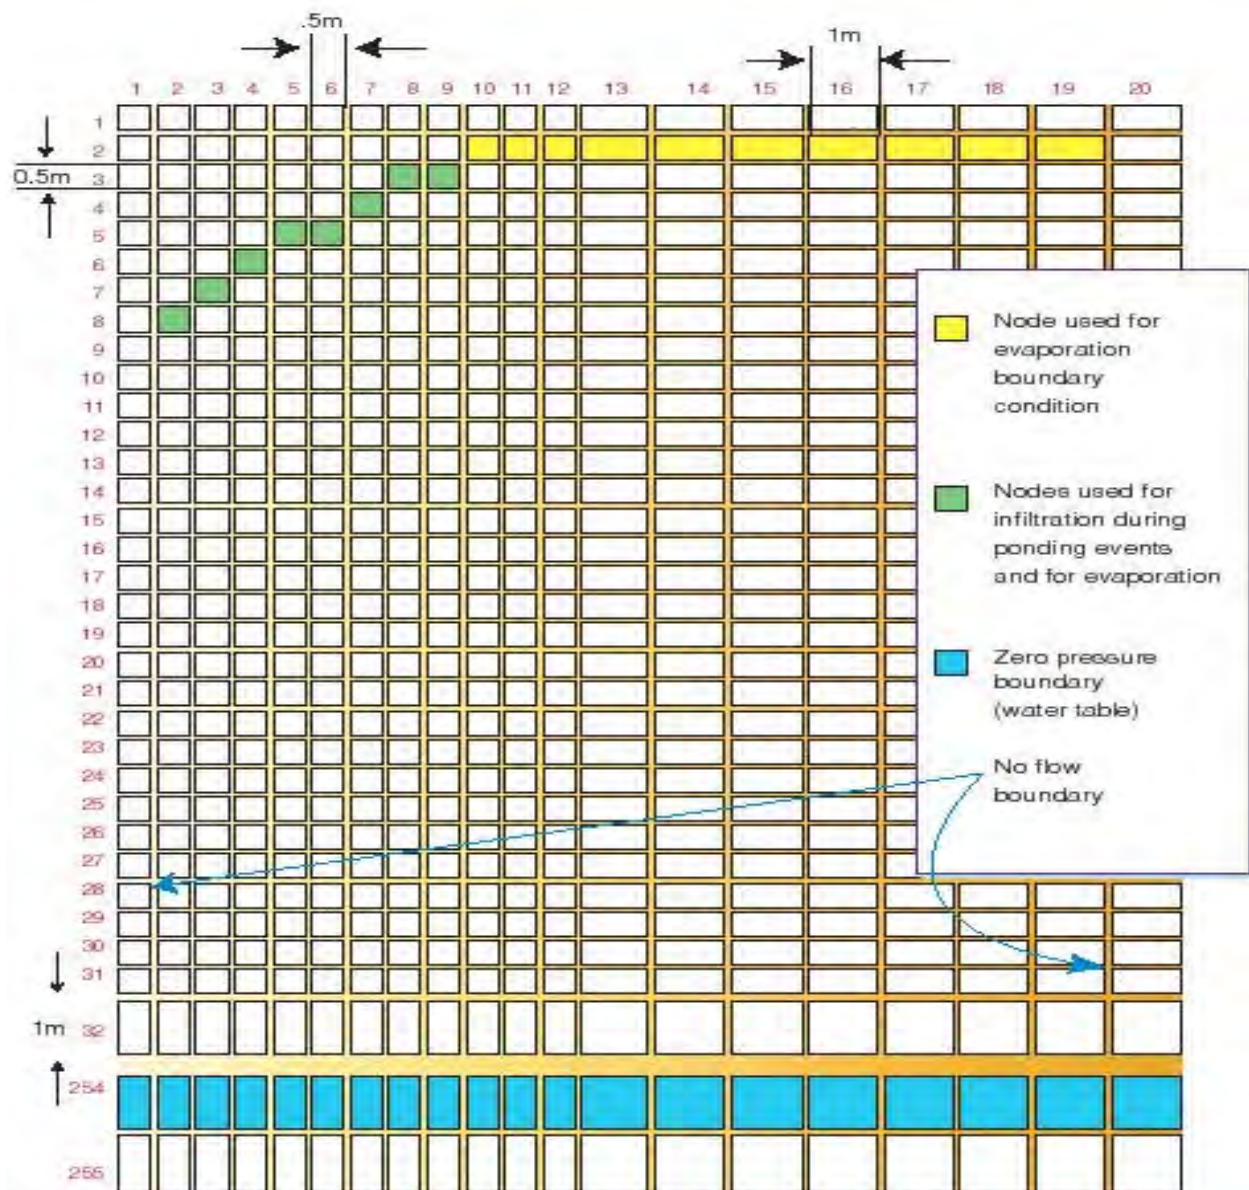 .5m
1m
1 2 3 4 5 6 7 8 9 10 11 12 13 14 15 16 17 18 19 20
1
2
0.5m
3
4
5
6
7
8
9
10
11
12
13
14
15
16
17
18
19
20
21
22
23
24
25
26
27
28
29
30
31
1m 32
254
255
Node used for
evaporation
boundary
condition
Nodes used for
infiltration during
ponding events
and for evaporation
Zero pressure
boundary
(water table)
No flow
boundary